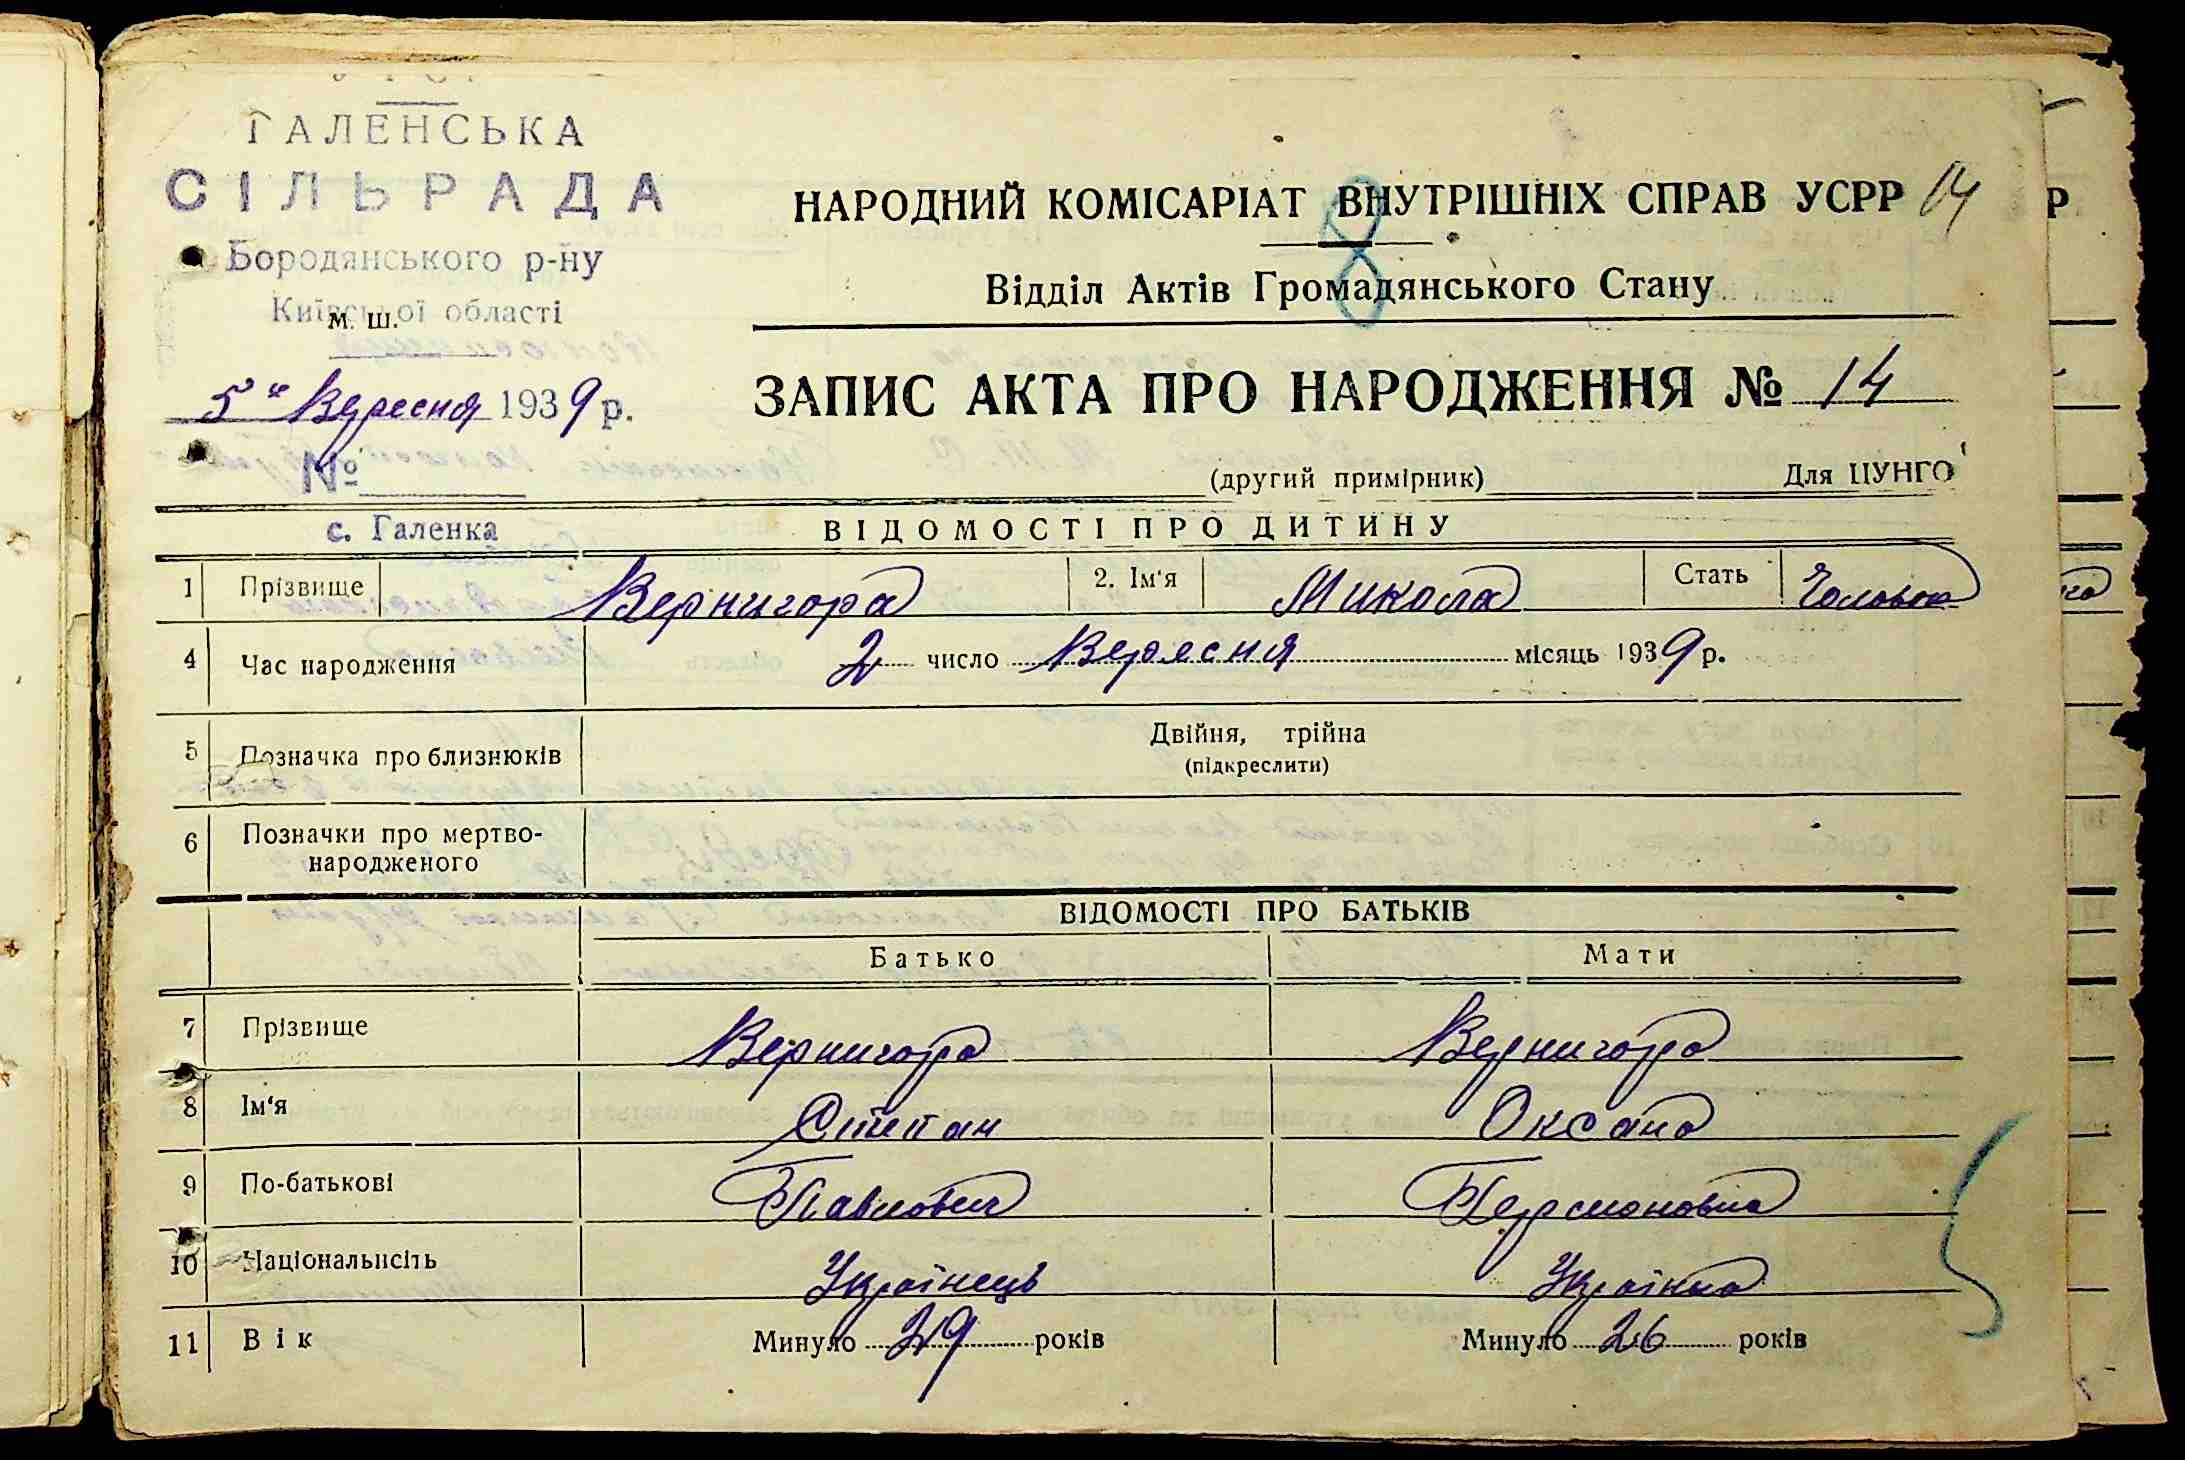 ГАЛЕНСЬКА
СІЛЬРАДА
Бородянського р-ну
Київської області
м. ш.
5го Вересня 1939 р.
№
с. Галенка
НАРОДНИЙ КОМІСАРІАТ ВНУТРІШНІХ СПРАВ УСРР 14
8
Відділ Актів Громадянського Стану
ЗАПИС АКТА ПРО НАРОДЖЕННЯ № 14
(другий примірник) Для ЦУНГО
ВІДОМОСТІ ПРО ДИТИНУ
1 Прізвище Вернигора 2. Ім'я Микола Стать Чоловіча
4 Час народження 2 число Вересня місяць 1939 р.
5 Позначка про близнюків Двійня, трійна
(підкреслити)
6 Позначки про мертво-
народженого
ВІДОМОСТІ ПРО БАТЬКІВ
Батько Мати
7 Прізвище Вернигора Вернигора
8 Ім'я Степан Оксана
9 По-батькові Павлович
10 Національність Українець Українка
11 Вік Минуло 29 років Минуло 26 років